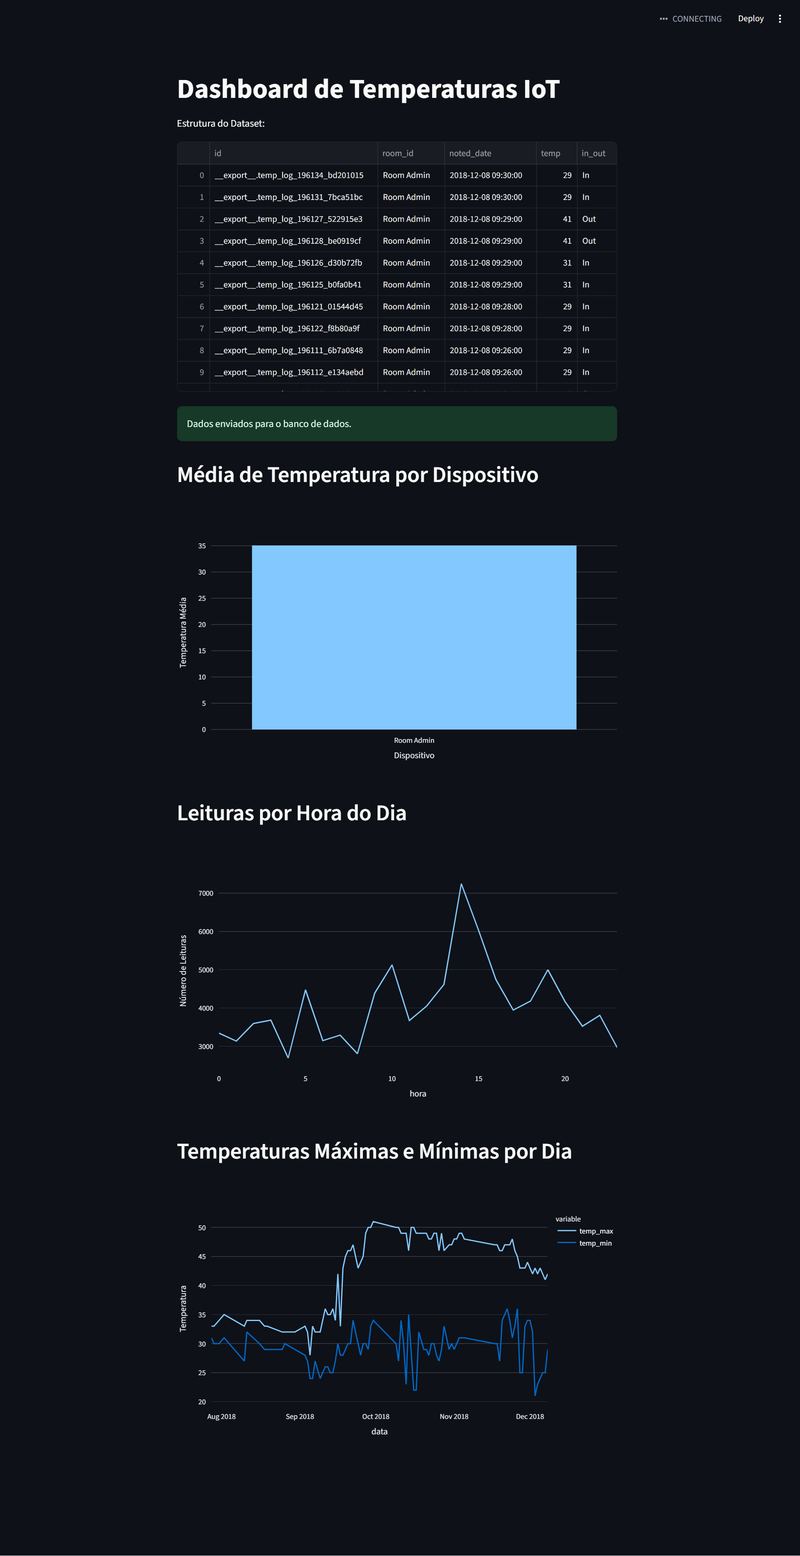 CONNECTING Deploy
Dashboard de Temperaturas IoT
Estrutura do Dataset:
id room_id noted_date temp in_out
0 __export__.temp_log_196134_bd201015 Room Admin 2018-12-08 09:30:00 29 In
1 __export__.temp_log_196131_7bca51bc Room Admin 2018-12-08 09:30:00 29 In
2 __export__.temp_log_196127_522915e3 Room Admin 2018-12-08 09:29:00 41 Out
3 __export__.temp_log_196128_be0919cf Room Admin 2018-12-08 09:29:00 41 Out
4 __export__.temp_log_196126_d30b72fb Room Admin 2018-12-08 09:29:00 31 In
5 __export__.temp_log_196125_b0fa0b41 Room Admin 2018-12-08 09:29:00 31 In
6 __export__.temp_log_196121_01544d45 Room Admin 2018-12-08 09:28:00 29 In
7 __export__.temp_log_196122_f8b80a9f Room Admin 2018-12-08 09:28:00 29 In
8 __export__.temp_log_196111_6b7a0848 Room Admin 2018-12-08 09:26:00 29 In
9 __export__.temp_log_196112_e134aebd Room Admin 2018-12-08 09:26:00 29 In
Dados enviados para o banco de dados.
Média de Temperatura por Dispositivo
35
30
25
20
15
10
5
0
Temperatura Média
Room Admin
Dispositivo
Leituras por Hora do Dia
7000
6000
5000
4000
3000
Número de Leituras
0 5 10 15 20
hora
Temperaturas Máximas e Mínimas por Dia
variable
temp_max
temp_min
50
45
40
35
30
25
20
Temperatura
Aug 2018 Sep 2018 Oct 2018 Nov 2018 Dec 2018
data